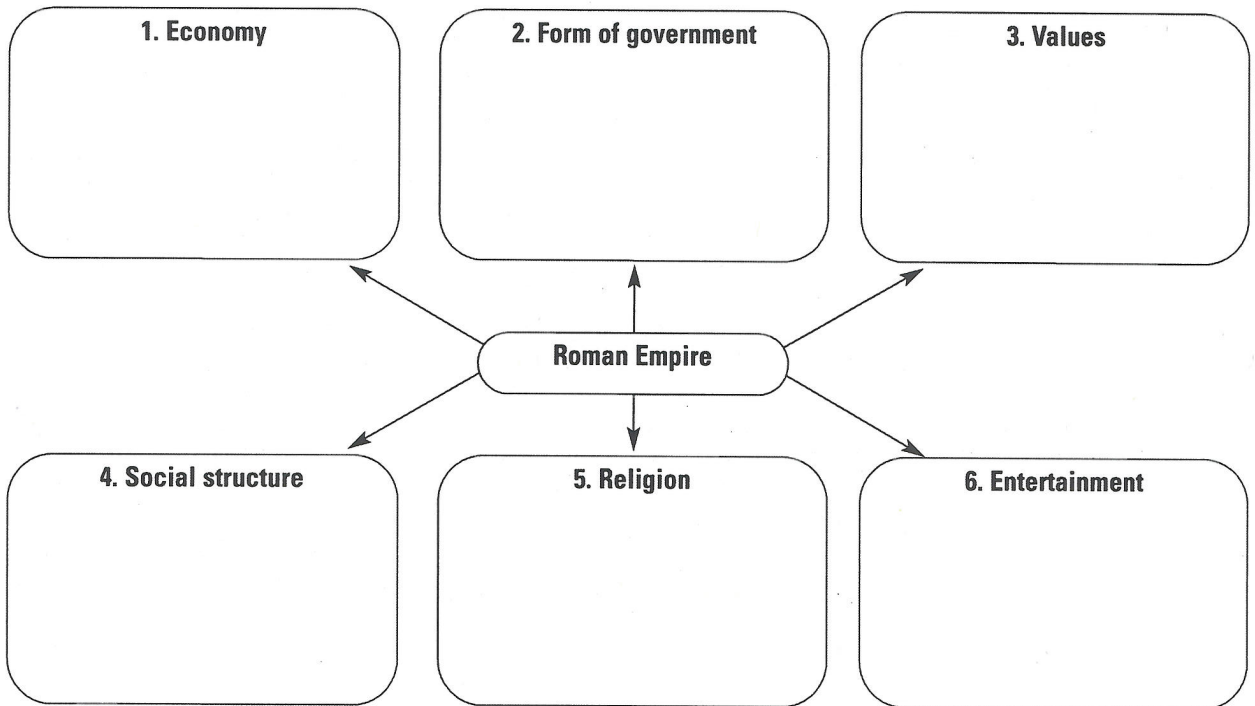 1. Economy
2. Form of government
3. Values
Roman Empire
4. Social structure
5. Religion
6. Entertainment